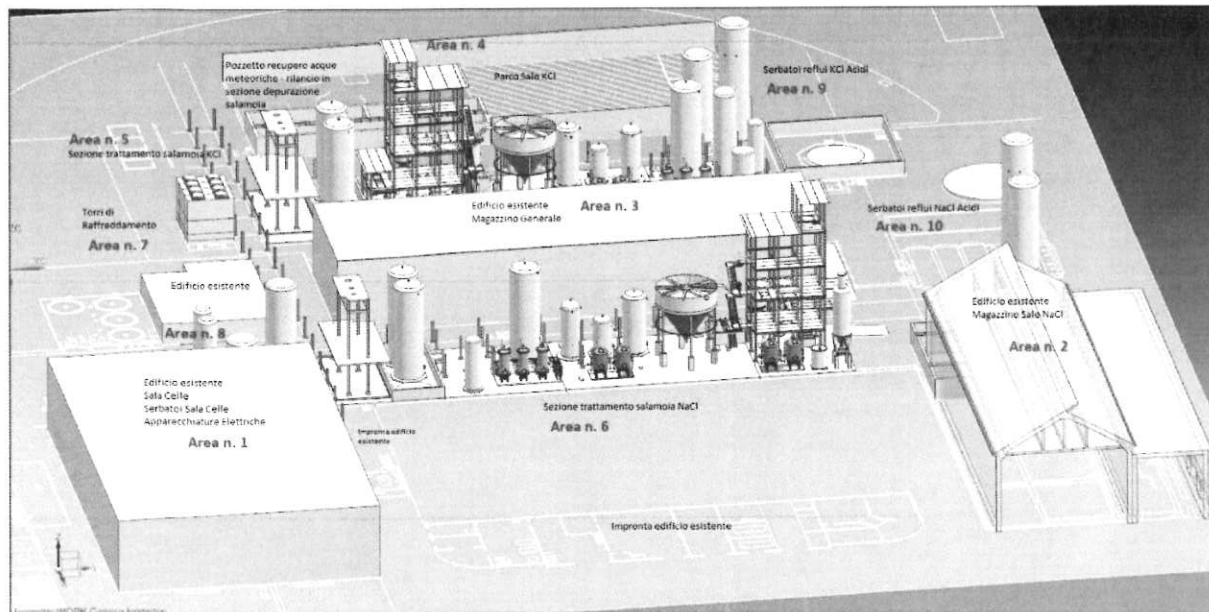 Area n. 4
Pozzetto recupero acque
meteoriche - rilancio in
sezione depurazione
salamoia
Parco Sale KCl
Serbatoi reflui KCl Acidi
Area n. 9
Area n. 5
Sezione trattamento salamoia KCl
Torri di
Raffreddamento
Area n. 7
Edificio esistente
Magazzino Generale
Area n. 3
Serbatoi reflui NaCl Acidi
Area n. 10
Edificio esistente
Area n. 8
Edificio esistente
Magazzino Sale NaCl
Area n. 2
Edificio esistente
Sala Celle
Serbatoi Sala Celle
Apparecchiature Elettriche
Area n. 1
Impronta edificio
esistente
Sezione trattamento salamoia NaCl
Area n. 6
Impronta edificio esistente
Z